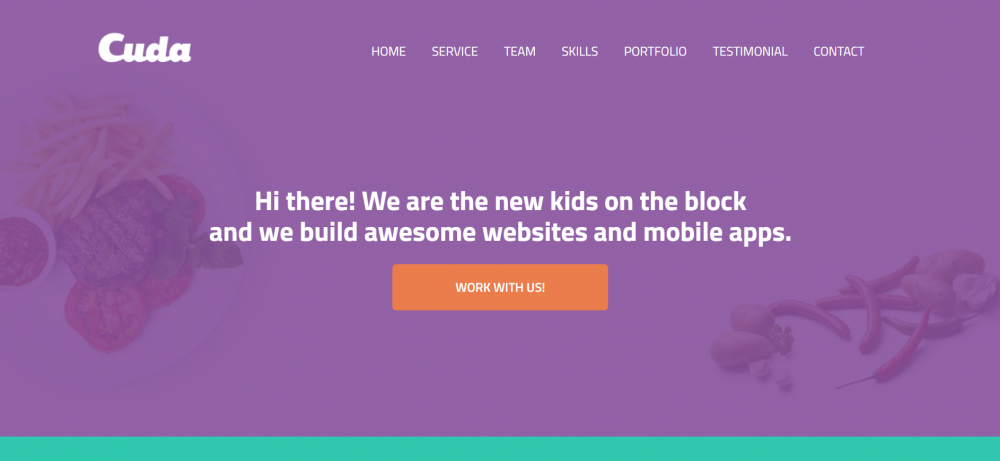 Cuda
HOME SERVICE TEAM SKILLS PORTFOLIO TESTIMONIAL CONTACT
Hi there! We are the new kids on the block
and we build awesome websites and mobile apps.
WORK WITH US!